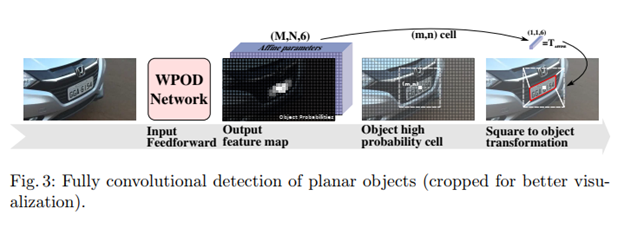 (M,N,6)
(m,n) cell
(1,1,6)
Affine parameters
WPOD
Network
(m,n)
Object Probabilities
Input
Feedforward
Output
feature map
Object high
probability cell
Square to object
transformation
Fig. 3: Fully convolutional detection of planar objects (cropped for better visu-
alization).